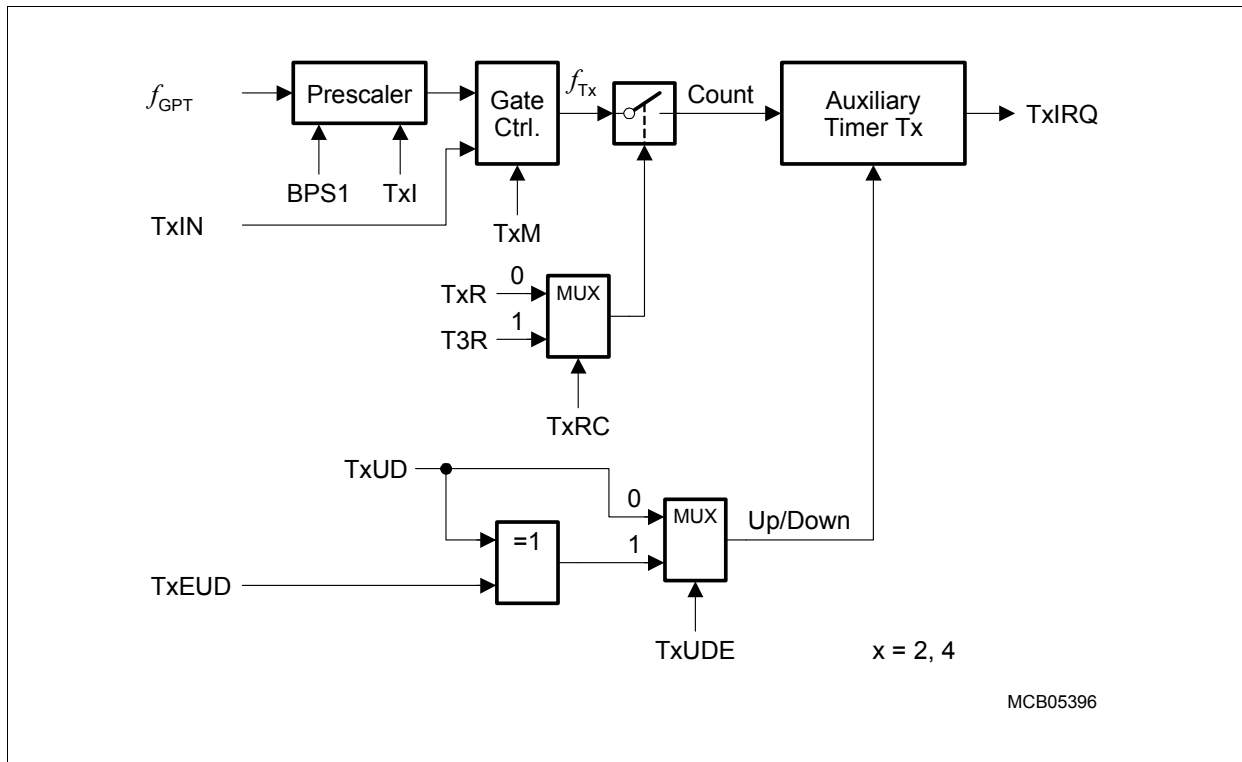 fGPT
Prescaler
BPS1
TxI
TxIN
Gate
Ctrl.
TxM
fTx
Count
Auxiliary
Timer Tx
TxIRQ
TxR
0
T3R
1
MUX
TxRC
TxUD
TxEUD
=1
0
1
MUX
Up/Down
TxUDE
x = 2, 4
MCB05396